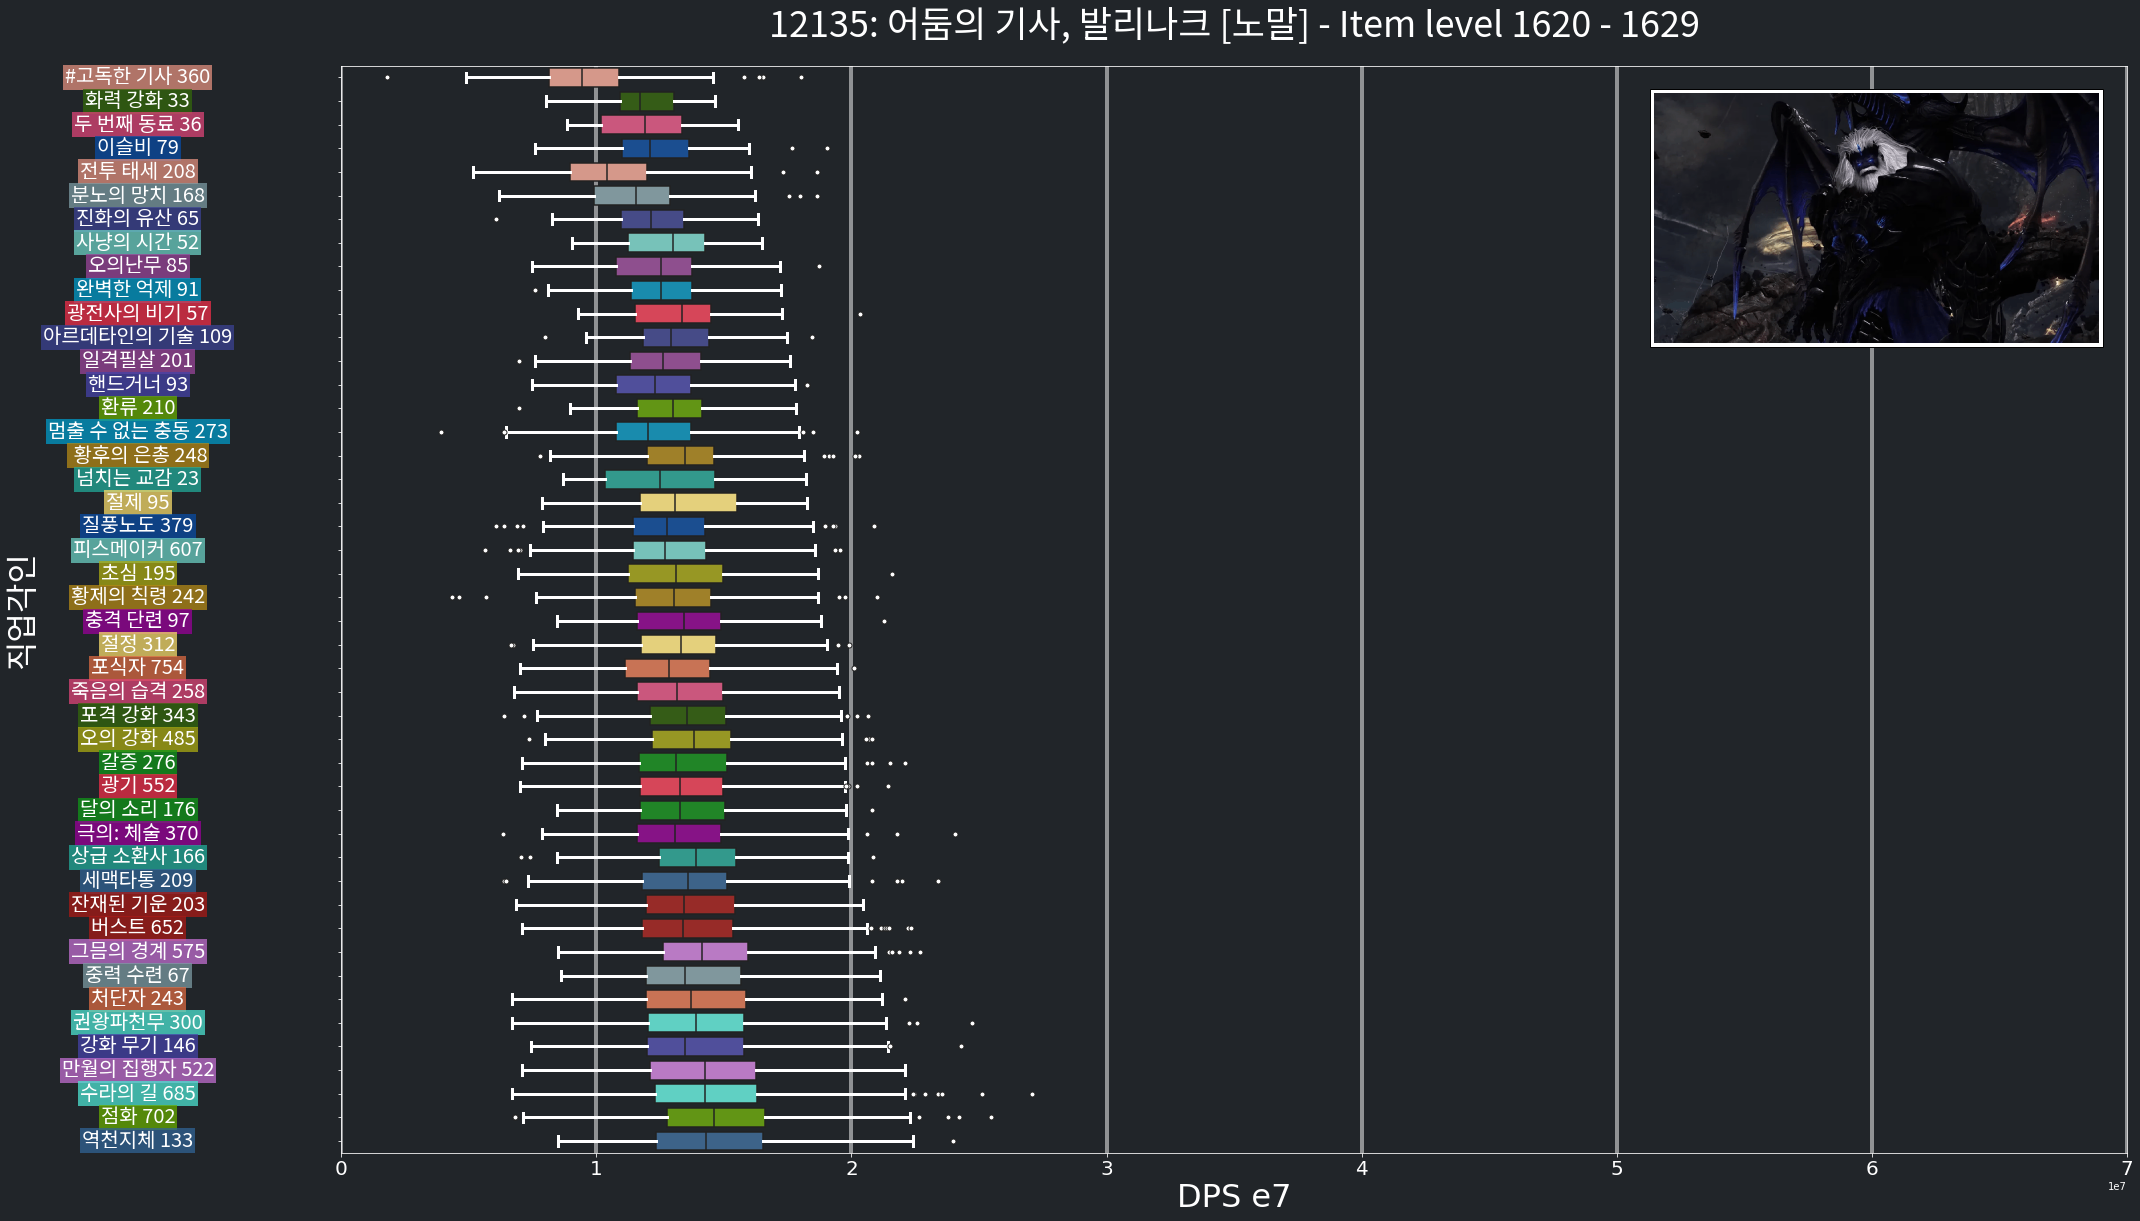 12135: 어둠의 기사, 발리나크 [노말] - Item level 1620 - 1629
#고독한 기사 360
화력 강화 33
두 번째 동료 36
이슬비 79
전투 태세 208
분노의 망치 168
진화의 유산 65
사냥의 시간 52
오의난무 85
완벽한 억제 91
광전사의 비기 57
아르데타인의 기술 109
일격필살 201
핸드거너 93
환류 210
멈출 수 없는 충동 273
황후의 은총 248
넘치는 교감 23
절제 95
질풍노도 379
피스메이커 607
초심 195
황제의 칙령 242
충격 단련 97
절정 312
포식자 754
죽음의 습격 258
포격 강화 343
오의 강화 485
갈증 276
광기 552
달의 소리 176
극의: 체술 370
상급 소환사 166
세맥타통 209
잔재된 기운 203
버스트 652
그믐의 경계 575
중력 수련 67
처단자 243
권왕파천무 300
강화 무기 146
만월의 집행자 522
수라의 길 685
점화 702
역천지체 133
직업각인
0 1 2 3 4 5 6 7
DPS e7
1e7